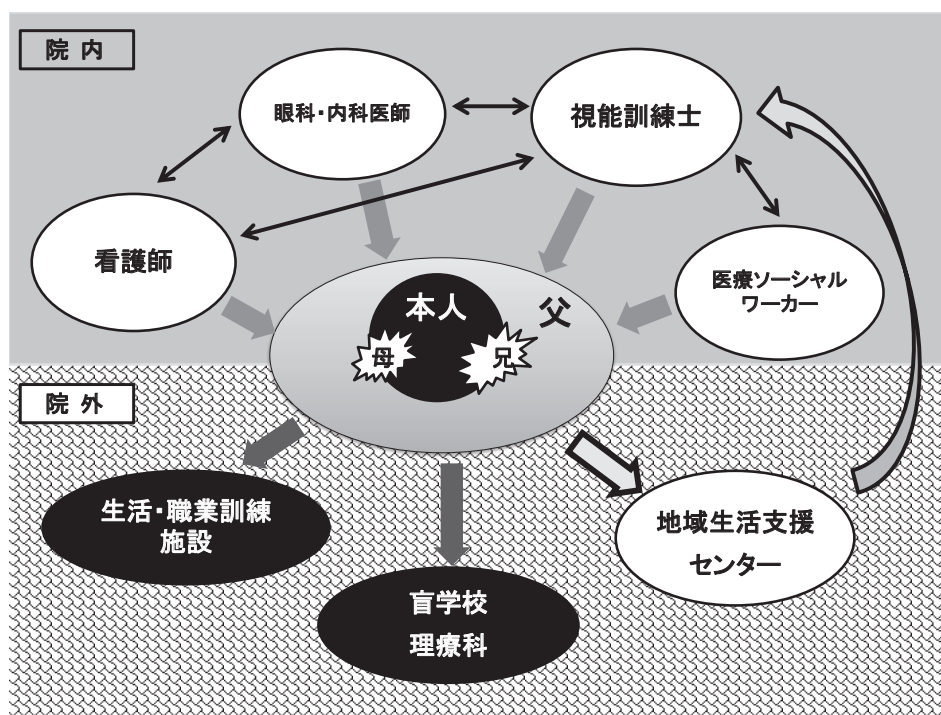 院 内
眼科・内科医師
視能訓練士
看護師
医療ソーシャル
ワーカー
本人
父
母
兄
院 外
生活・職業訓練
施設
地域生活支援
センター
盲学校
理療科